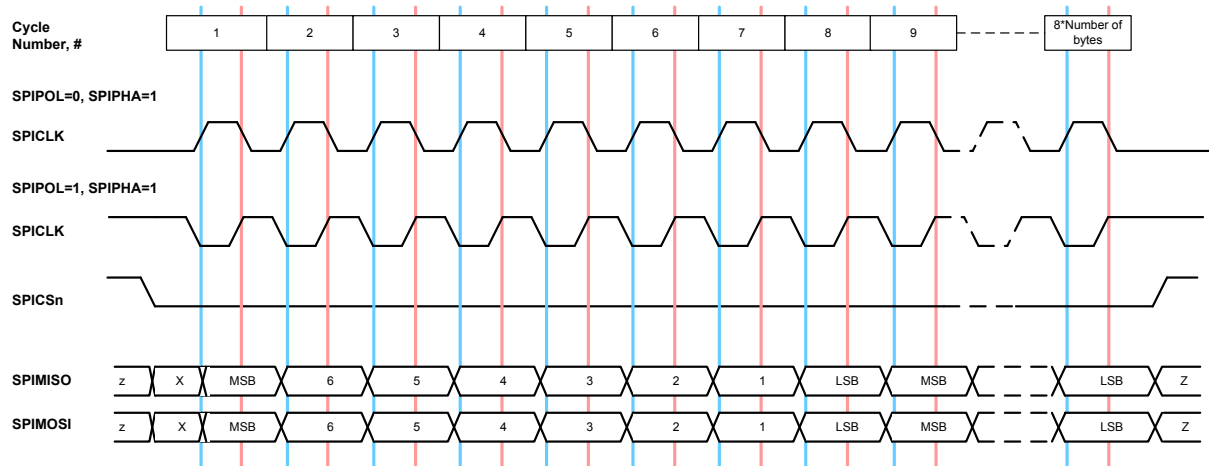 Cycle
Number, #
1 2 3 4 5 6 7 8 9
8*Number of
bytes
SPIPOL=0, SPIPHA=1
SPICLK
SPIPOL=1, SPIPHA=1
SPICLK
SPICSn
SPIMISO z X MSB 6 5 4 3 2 1 LSB MSB LSB Z
SPIMOSI z X MSB 6 5 4 3 2 1 LSB MSB LSB Z